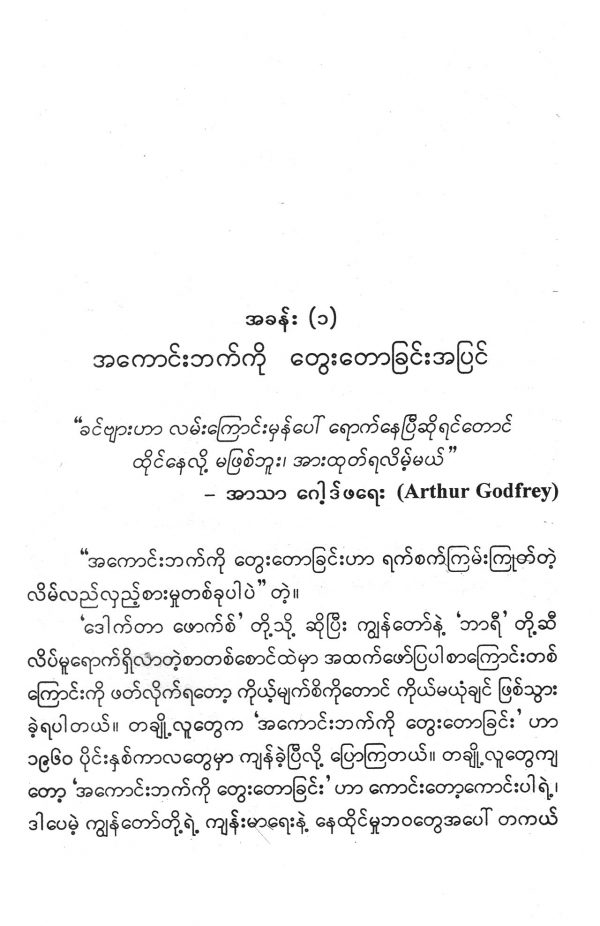 အခန်း (၁)
အကောင်းဘက်ကို တွေးတောခြင်းအပြင်
“ခင်ဗျားဟာ လမ်းကြောင်းမှန်ပေါ် ရောက်နေပြီဆိုရင်တောင်
ထိုင်နေလို့ မဖြစ်ဘူး၊ အားထုတ်ရလိမ့်မယ်”
– အာသာ ဂေါ့ဒ်ဖရေး (Arthur Godfrey)
“အကောင်းဘက်ကို တွေးတောခြင်းဟာ ရက်စက်ကြမ်းကြုတ်တဲ့
လိမ်လည်လှည့်စားမှုတစ်ခုပါပဲ” တဲ့။
‘ဒေါက်တာ ဖောက်စ်’ တို့သို့ ဆိုပြီး ကျွန်တော်နဲ့ ‘ဘာရီ’ တို့ဆီ
လိပ်မူရောက်ရှိလာတဲ့စာတစ်စောင်ထဲမှာ အထက်ဖော်ပြပါစာကြောင်းတစ်
ကြောင်းကို ဖတ်လိုက်ရတော့ ကိုယ့်မျက်စိကိုတောင် ကိုယ်မယုံချင် ဖြစ်သွား
ခဲ့ရပါတယ်။ တချို့လူတွေက ‘အကောင်းဘက်ကို တွေးတောခြင်း’ ဟာ
၁၉၆၀ ပိုင်းနှစ်ကာလတွေမှာ ကျန်ခဲ့ပြီလို့ ပြောကြတယ်။ တချို့လူတွေကျ
တော့ ‘အကောင်းဘက်ကို တွေးတောခြင်း’ ဟာ ကောင်းတော့ကောင်းပါရဲ့၊
ဒါပေမဲ့ ကျွန်တော်တို့ရဲ့ ကျန်းမာရေးနဲ့ နေထိုင်မှုဘဝတွေအပေါ် တကယ်